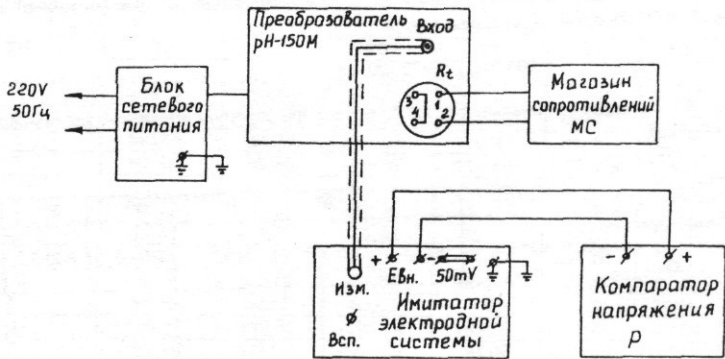 Преобразователь
рН-150М
Вход
Rt
3 1
4 2
220V
50Гц
Блок
сетевого
питания
Магазин
сопротивлений
МС
+ Евн. - 50mV
Изм.
Всп.
Имитатор
электродной
системы
- +
Компаратор
напряжения
Р